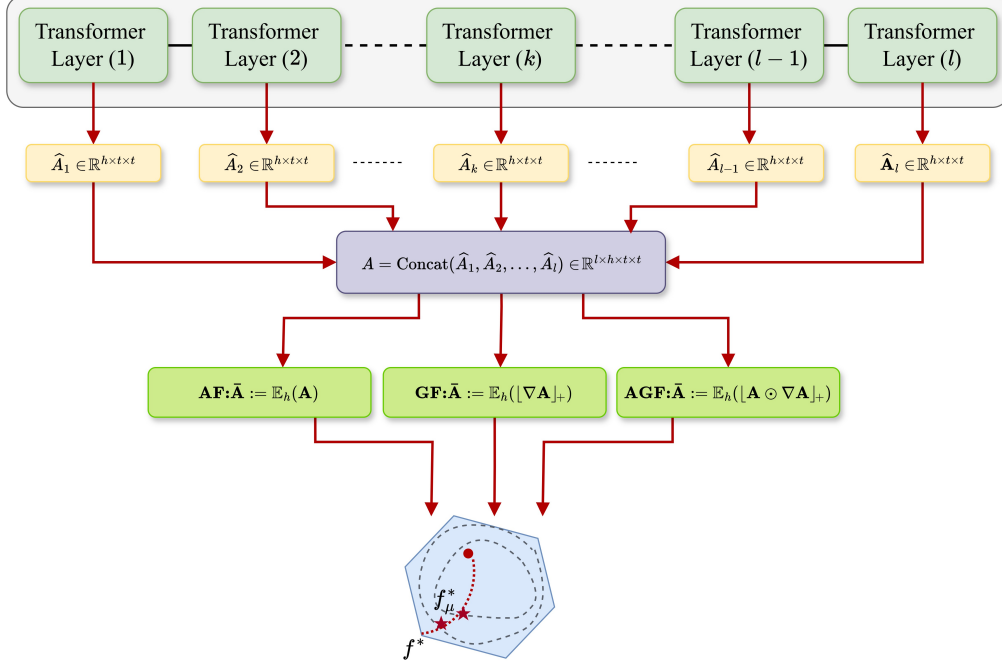 Transformer Layer (1)
Transformer Layer (2)
Transformer Layer (k)
Transformer Layer (l − 1)
Transformer Layer (l)
Â₁ ∈ ℝ^{h×t×t}
Â₂ ∈ ℝ^{h×t×t}
Âₖ ∈ ℝ^{h×t×t}
Â_{l−1} ∈ ℝ^{h×t×t}
𝐀̂_l ∈ ℝ^{h×t×t}
A = Concat(Â₁, Â₂, . . . , Â_l) ∈ ℝ^{l×h×t×t}
AF: Ā := 𝔼_h(A)
GF: Ā := 𝔼_h(⌊∇A⌋₊)
AGF: Ā := 𝔼_h(⌊A ⊙ ∇A⌋₊)
f*_μ
f*